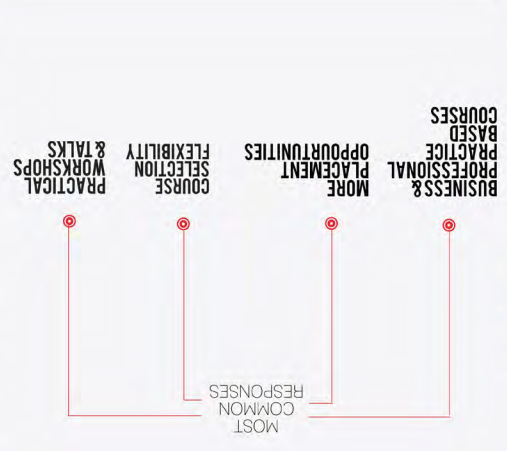 MOST
COMMON
RESPONSES
BUSINESS &
PROFESSIONAL
PRACTICE
BASED
COURSES
MORE
PLACEMENT
OPPOURTUNITIES
COURSE
SELECTION
FLEXIBILITY
PRACTICAL
WORKSHOPS
& TALKS